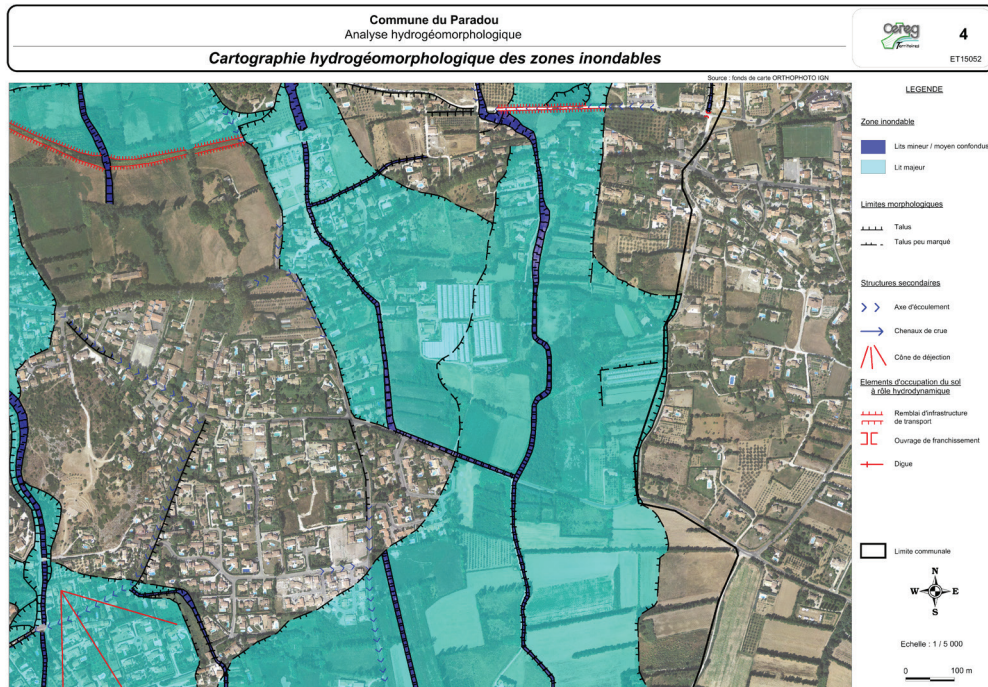 Commune du Paradou
Analyse hydrogéomorphologique
Cartographie hydrogéomorphologique des zones inondables
Cereg
Territoires
4
ET15052
Source : fonds de carte ORTHOPHOTO IGN
LEGENDE
Zone inondable
Lits mineur / moyen confondus
Lit majeur
Limites morphologiques
Talus
Talus peu marqué
Structures secondaires
Axe d'écoulement
Chenaux de crue
Cône de déjection
Elements d'occupation du sol
à rôle hydrodynamique
Remblai d'infrastructure
de transport
Ouvrage de franchissement
Digue
Limite communale
N
W E
S
Echelle : 1 / 5 000
0 100 m